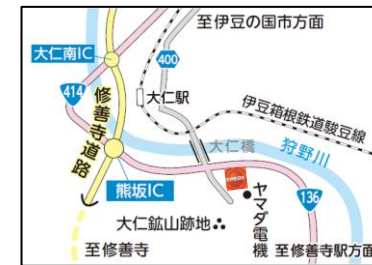 至伊豆の国市方面
大仁南IC
400
414
大仁駅
修善寺道路
伊豆箱根鉄道駿豆線
大仁橋
狩野川
熊坂IC
ENEOS
ヤマダ電機
136
大仁鉱山跡地
至修善寺
至修善寺駅方面